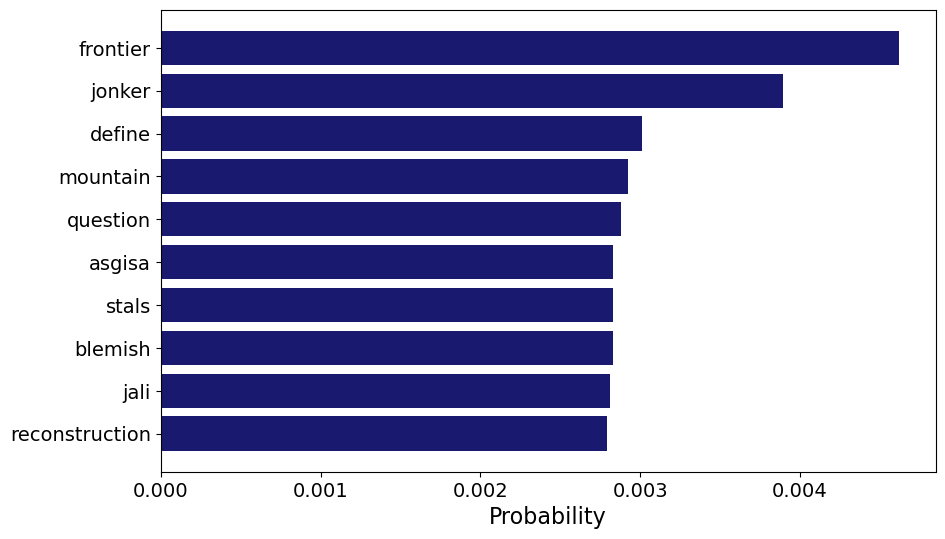 frontier
jonker
define
mountain
question
asgisa
stals
blemish
jali
reconstruction
0.000 0.001 0.002 0.003 0.004
Probability